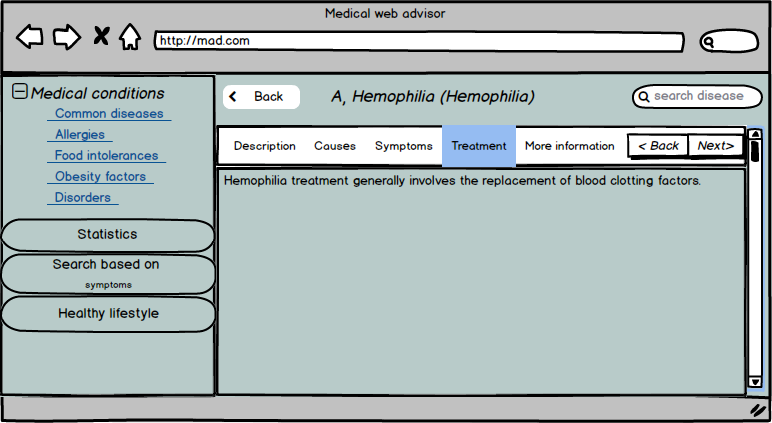 Medical web advisor
http://mad.com
Medical conditions
Common diseases
Allergies
Food intolerances
Obesity factors
Disorders
Statistics
Search based on
symptoms
Healthy lifestyle
Back
A, Hemophilia (Hemophilia)
search disease
Description Causes Symptoms Treatment More information < Back Next>
Hemophilia treatment generally involves the replacement of blood clotting factors.